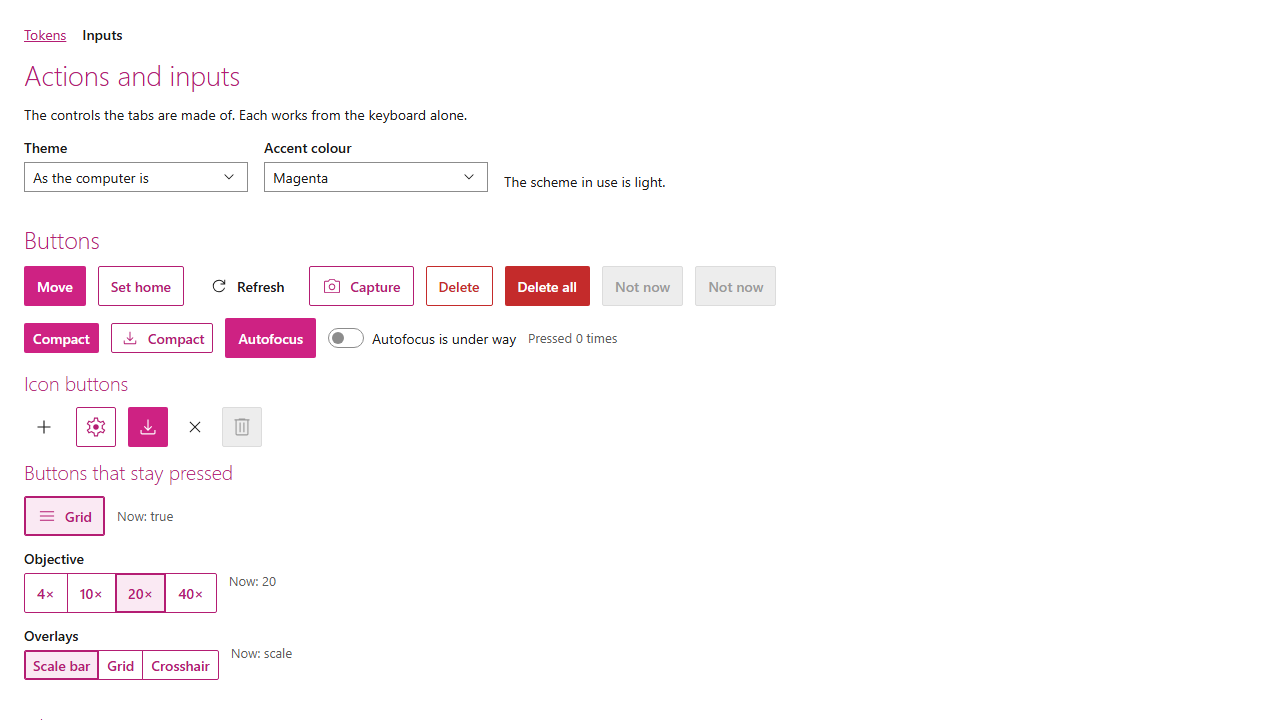 Tokens Inputs
Actions and inputs
The controls the tabs are made of. Each works from the keyboard alone.
Theme Accent colour
As the computer is Magenta The scheme in use is light.
Buttons
Move Set home Refresh Capture Delete Delete all Not now Not now
Compact Compact Autofocus Autofocus is under way Pressed 0 times
Icon buttons
Buttons that stay pressed
Grid Now: true
Objective
4× 10× 20× 40× Now: 20
Overlays
Scale bar Grid Crosshair Now: scale